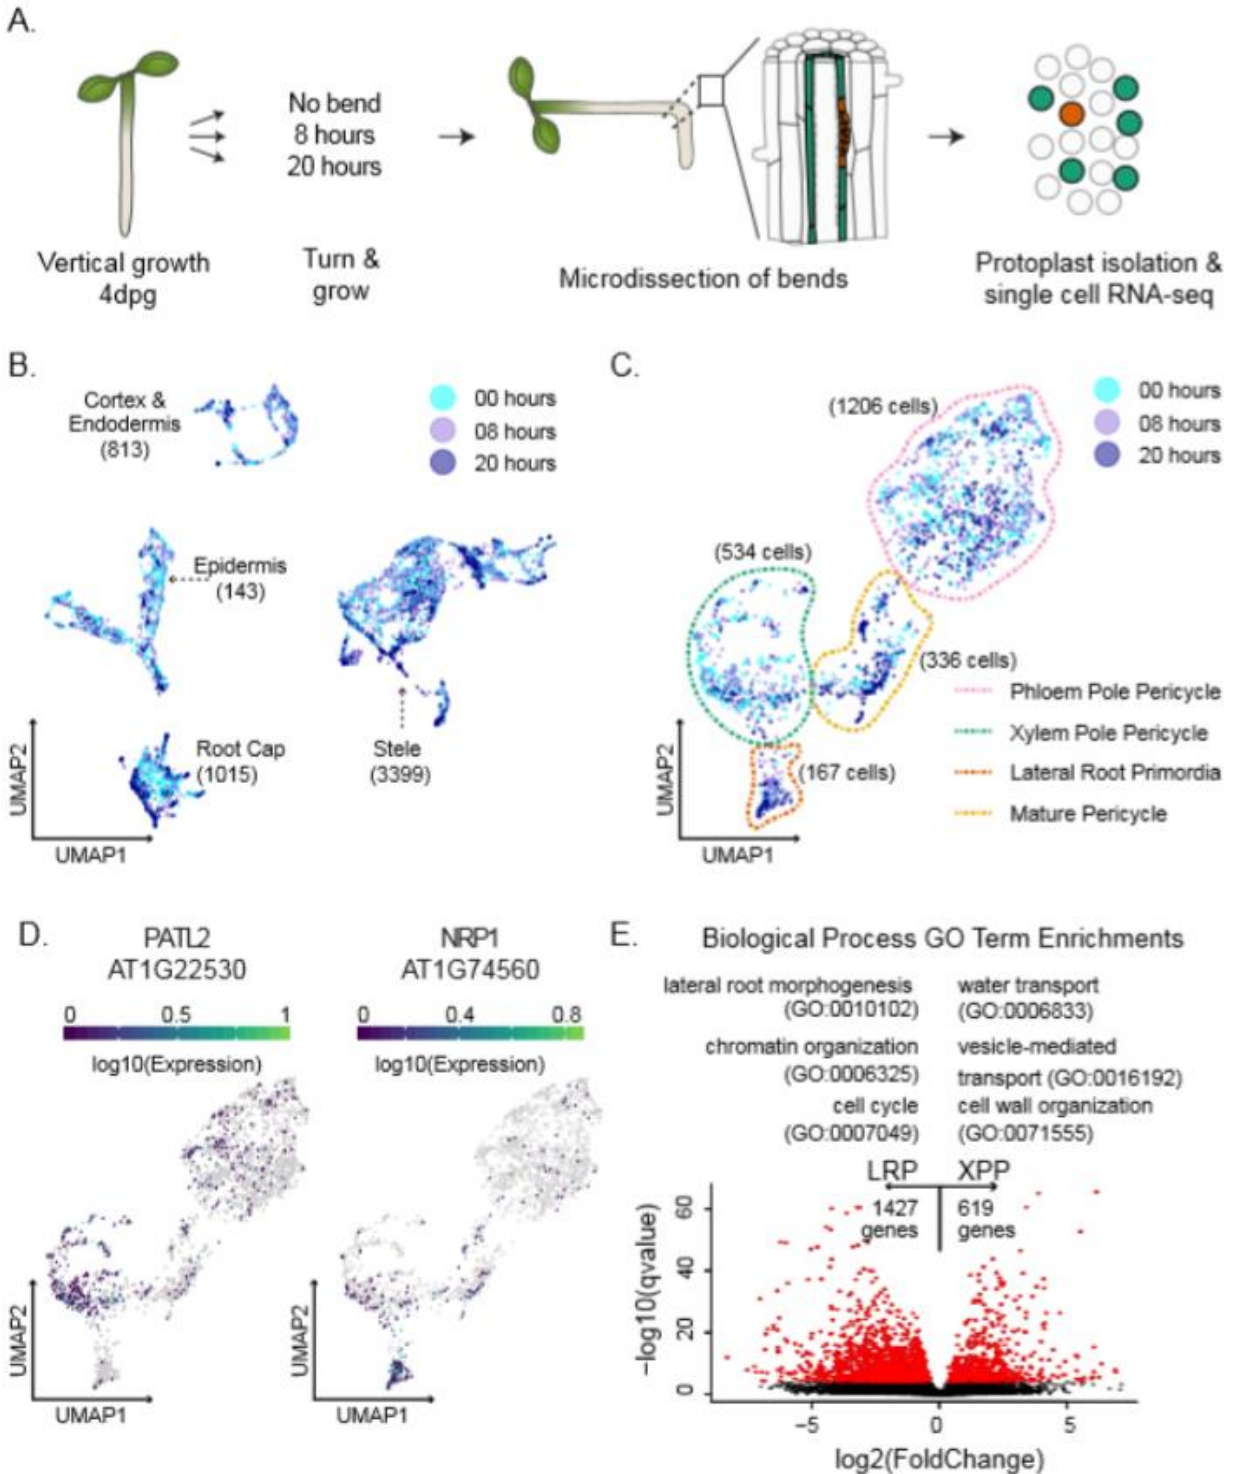 A.
No bend
8 hours
20 hours
Vertical growth
4dpg
Turn &
grow
Microdissection of bends
Protoplast isolation &
single cell RNA-seq
B.
Cortex &
Endodermis
(813)
00 hours
08 hours
20 hours
Epidermis
(143)
Root Cap
(1015)
Stele
(3399)
UMAP2
UMAP1
C.
(1206 cells)
00 hours
08 hours
20 hours
(534 cells)
(336 cells)
(167 cells)
Phloem Pole Pericycle
Xylem Pole Pericycle
Lateral Root Primordia
Mature Pericycle
UMAP2
UMAP1
D.
PATL2
AT1G22530
0 0.5 1
log10(Expression)
UMAP2
UMAP1
NRP1
AT1G74560
0 0.4 0.8
log10(Expression)
UMAP2
UMAP1
E.
Biological Process GO Term Enrichments
lateral root morphogenesis
(GO:0010102)
chromatin organization
(GO:0006325)
cell cycle
(GO:0007049)
water transport
(GO:0006833)
vesicle-mediated
transport (GO:0016192)
cell wall organization
(GO:0071555)
LRP XPP
1427
genes
619
genes
−log10(qvalue)
60
40
20
0
−5 0 5
log2(FoldChange)